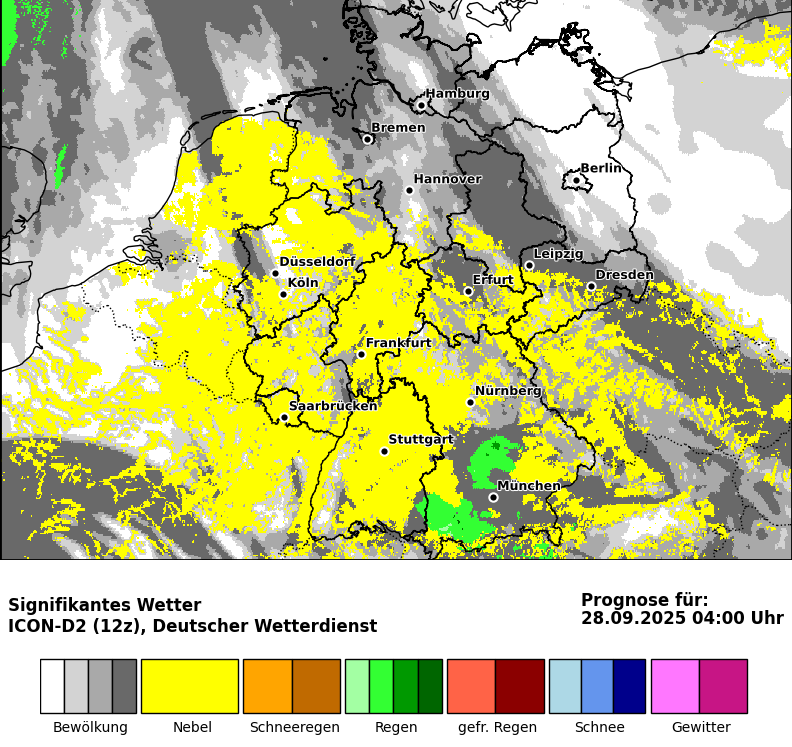 Hamburg
Bremen
Berlin
Hannover
Leipzig
Düsseldorf
Dresden
Köln
Erfurt
Frankfurt
Nürnberg
Saarbrücken
Stuttgart
München
Signifikantes Wetter
ICON-D2 (12z), Deutscher Wetterdienst
Prognose für:
28.09.2025 04:00 Uhr
Bewölkung
Nebel
Schneeregen
Regen
gefr. Regen
Schnee
Gewitter